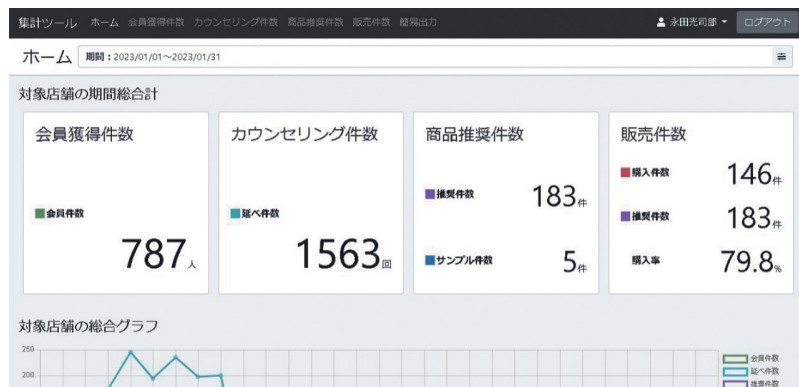 集計ツール ホーム 会員獲得件数 カウンセリング件数 商品推奨件数 販売件数 簡易出力 永田光司郎 ログアウト
ホーム 期間：2023/01/01～2023/01/31
対象店舗の期間総合計
会員獲得件数
会員件数
787人
カウンセリング件数
延べ件数
1563回
商品推奨件数
推奨件数 183件
サンプル件数 5件
販売件数
購入件数 146件
推奨件数 183件
購入率 79.8%
対象店舗の総合グラフ
250
200
会員件数
延べ件数
推奨件数